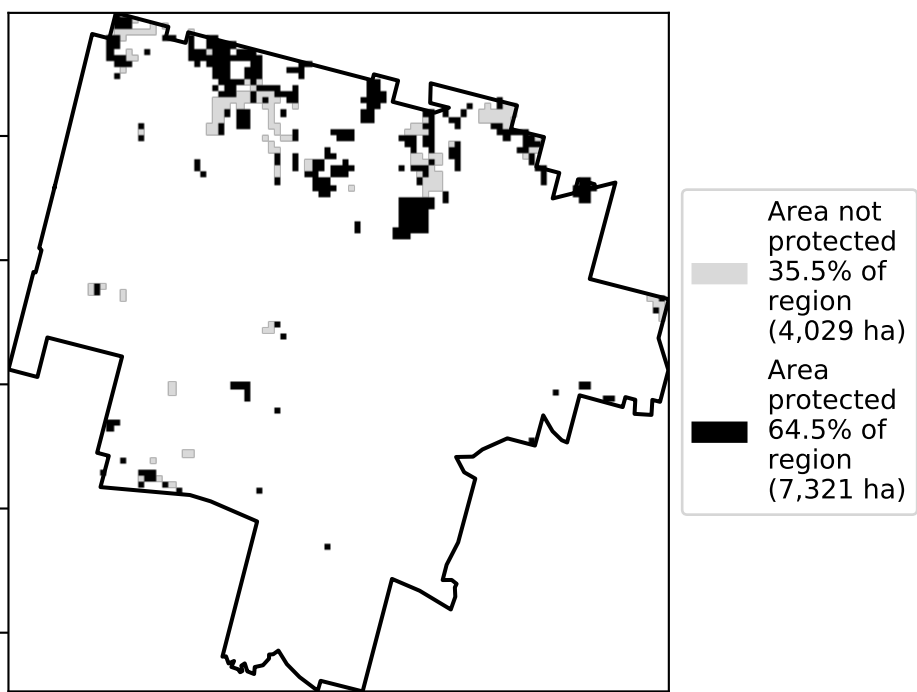 Area not
protected
35.5% of
region
(4,029 ha)
Area
protected
64.5% of
region
(7,321 ha)